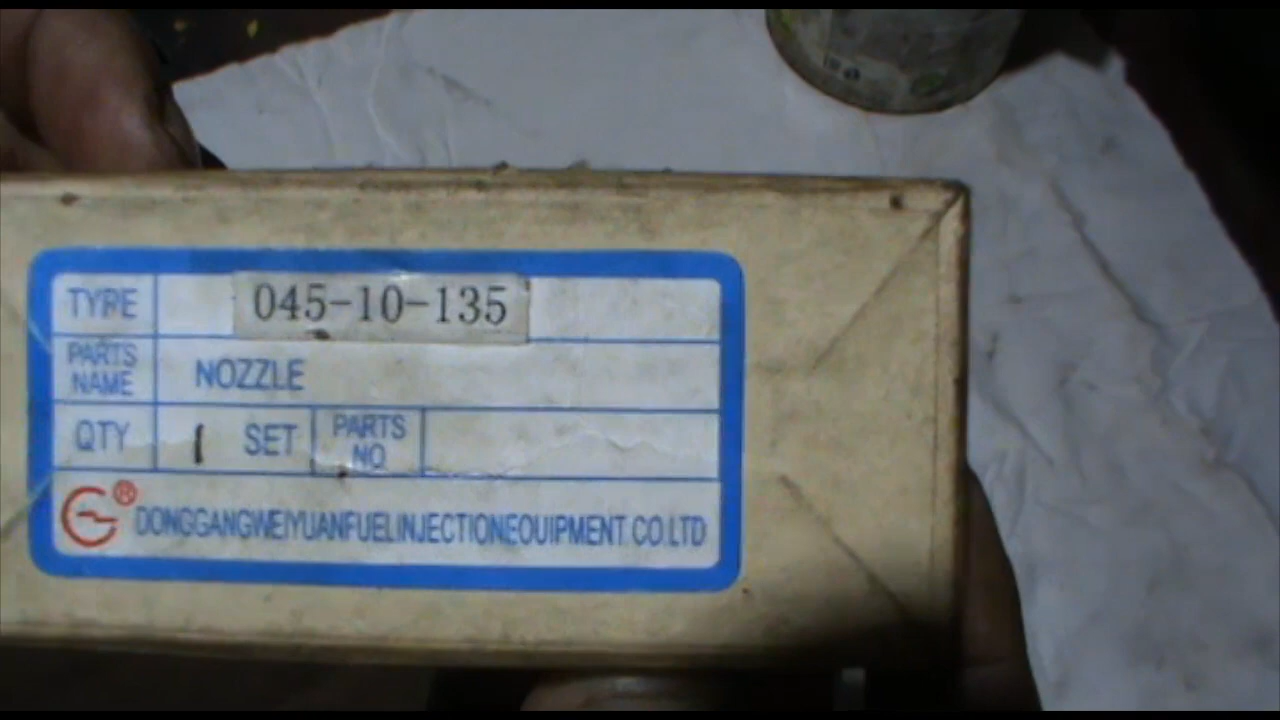 TYPE 045-10-135
PARTS NAME NOZZLE
QTY 1 SET PARTS NO
® DONGGANGWEIYUANFUELINJECTIONEQUIPMENT CO.LTD